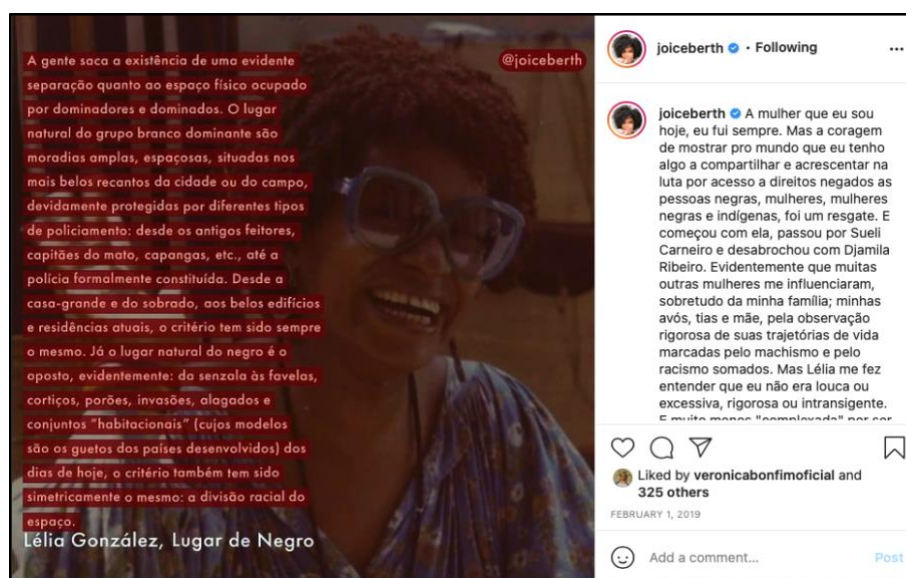 A gente saca a existência de uma evidente
separação quanto ao espaço físico ocupado
por dominadores e dominados. O lugar
natural do grupo branco dominante são
moradias amplas, espaçosas, situadas nos
mais belos recantos da cidade ou do campo,
devidamente protegidas por diferentes tipos
de policiamento: desde os antigos feitores,
capitães do mato, capangas, etc., até a
polícia formalmente constituída. Desde a
casa-grande e do sobrado, aos belos edifícios
e residências atuais, o critério tem sido sempre
o mesmo. Já o lugar natural do negro é o
oposto, evidentemente: da senzala às favelas,
cortiços, porões, invasões, alagados e
conjuntos "habitacionais" (cujos modelos
são os guetos dos países desenvolvidos) dos
dias de hoje, o critério também tem sido
simetricamente o mesmo: a divisão racial do
espaço.
Lélia González, Lugar de Negro
@joiceberth
joiceberth • Following
joiceberth A mulher que eu sou
hoje, eu fui sempre. Mas a coragem
de mostrar pro mundo que eu tenho
algo a compartilhar e acrescentar na
luta por acesso a direitos negados as
pessoas negras, mulheres, mulheres
negras e indígenas, foi um resgate. E
começou com ela, passou por Sueli
Carneiro e desabrochou com Djamila
Ribeiro. Evidentemente que muitas
outras mulheres me influenciaram,
sobretudo da minha família; minhas
avós, tias e mãe, pela observação
rigorosa de suas trajetórias de vida
marcadas pelo machismo e pelo
racismo somados. Mas Lélia me fez
entender que eu não era louca ou
excessiva, rigorosa ou intransigente.
E muito menos "complexada" por ser
Liked by veronicabonfimoficial and
325 others
FEBRUARY 1, 2019
Add a comment...
Post